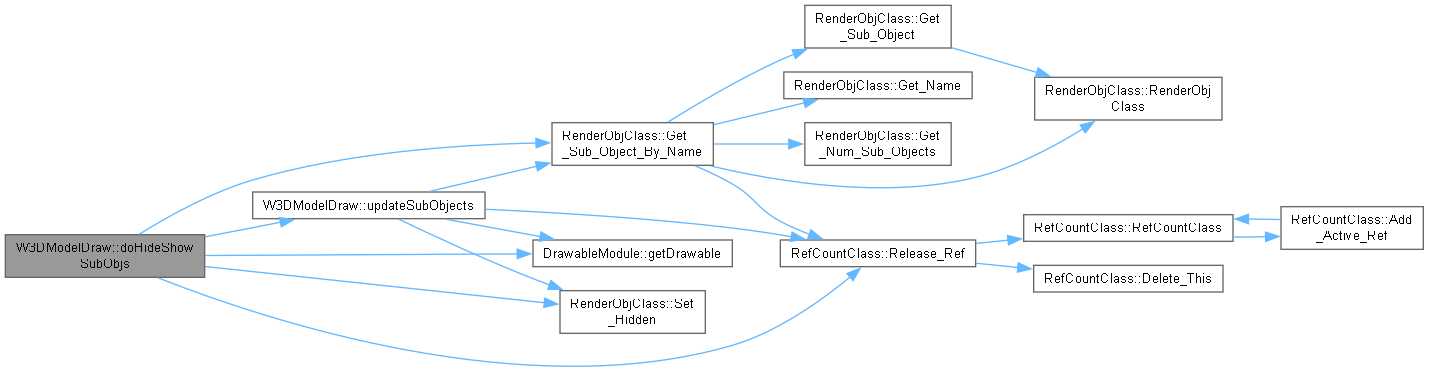 RenderObjClass::Get
_Sub_Object
RenderObjClass::Get_Name
RenderObjClass::RenderObj
Class
RenderObjClass::Get
_Sub_Object_By_Name
RenderObjClass::Get
_Num_Sub_Objects
W3DModelDraw::updateSubObjects
W3DModelDraw::doHideShow
SubObjs
DrawableModule::getDrawable
RefCountClass::Release_Ref
RefCountClass::RefCountClass
RefCountClass::Add
_Active_Ref
RefCountClass::Delete_This
RenderObjClass::Set
_Hidden